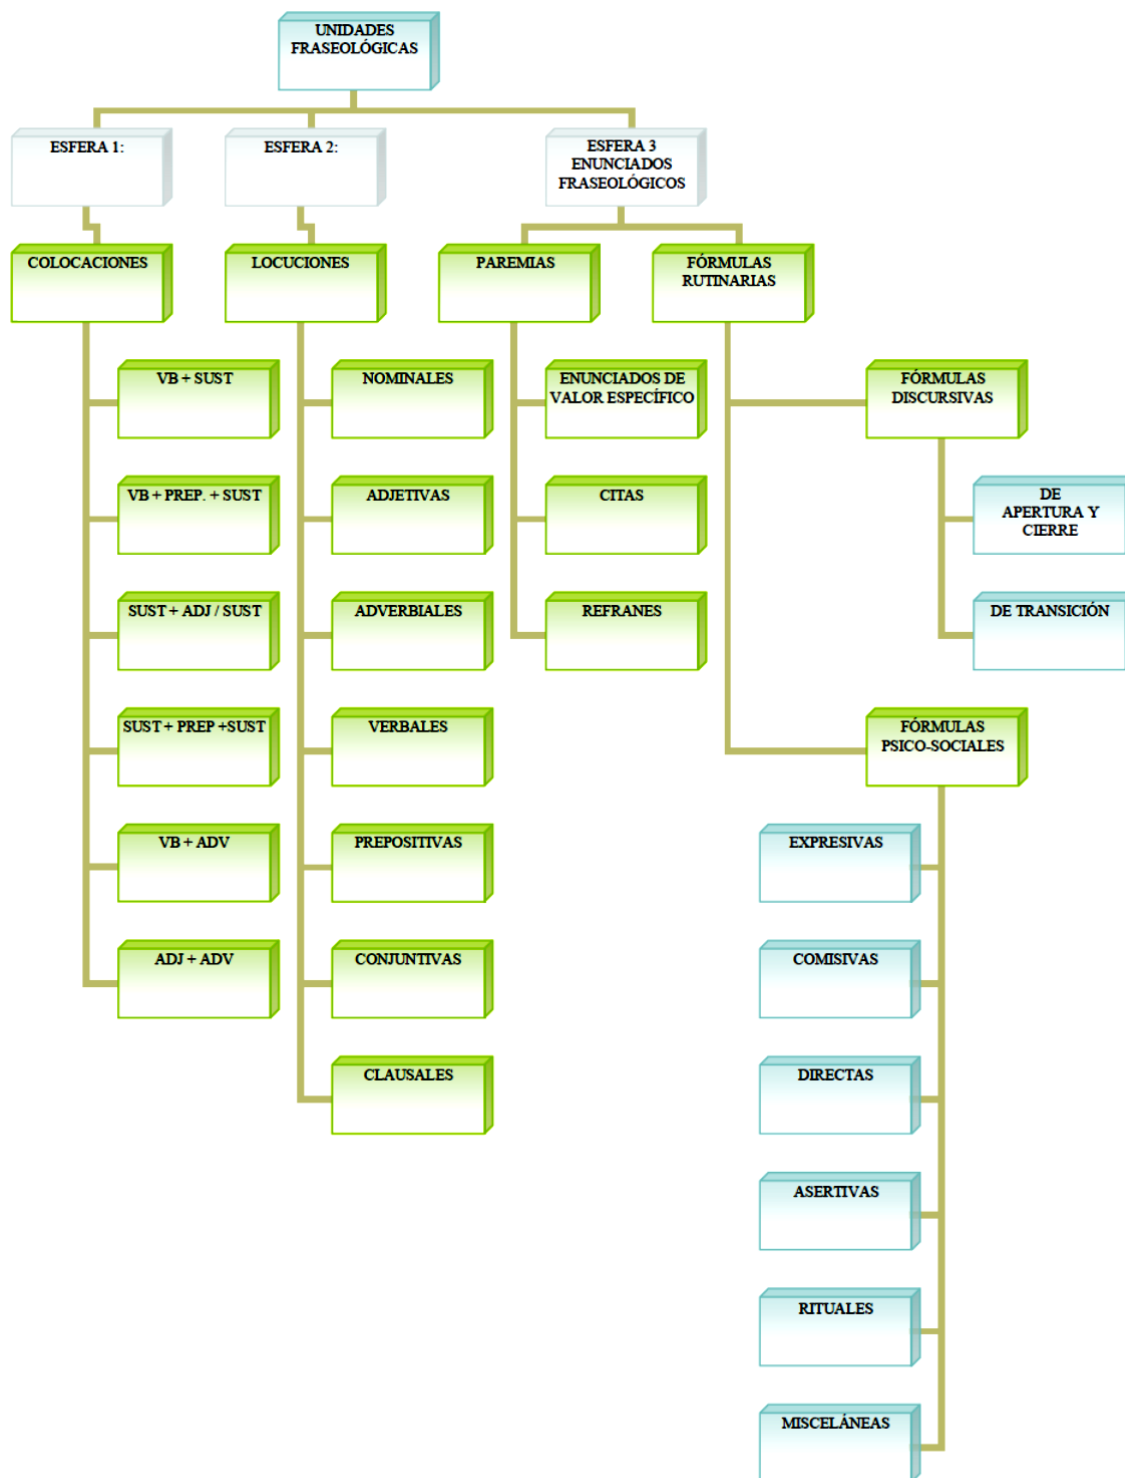 UNIDADES
FRASEOLÓGICAS
ESFERA 1:
ESFERA 2:
ESFERA 3
ENUNCIADOS
FRASEOLÓGICOS
COLOCACIONES
LOCUCIONES
PAREMIAS
FÓRMULAS
RUTINARIAS
VB + SUST
NOMINALES
ENUNCIADOS DE
VALOR ESPECÍFICO
FÓRMULAS
DISCURSIVAS
VB + PREP. + SUST
ADJETIVAS
CITAS
DE
APERTURA Y
CIERRE
SUST + ADJ / SUST
ADVERBIALES
REFRANES
DE TRANSICIÓN
SUST + PREP +SUST
VERBALES
FÓRMULAS
PSICO-SOCIALES
VB + ADV
PREPOSITIVAS
EXPRESIVAS
ADJ + ADV
CONJUNTIVAS
COMISIVAS
CLAUSALES
DIRECTAS
ASERTIVAS
RITUALES
MISCELÁNEAS